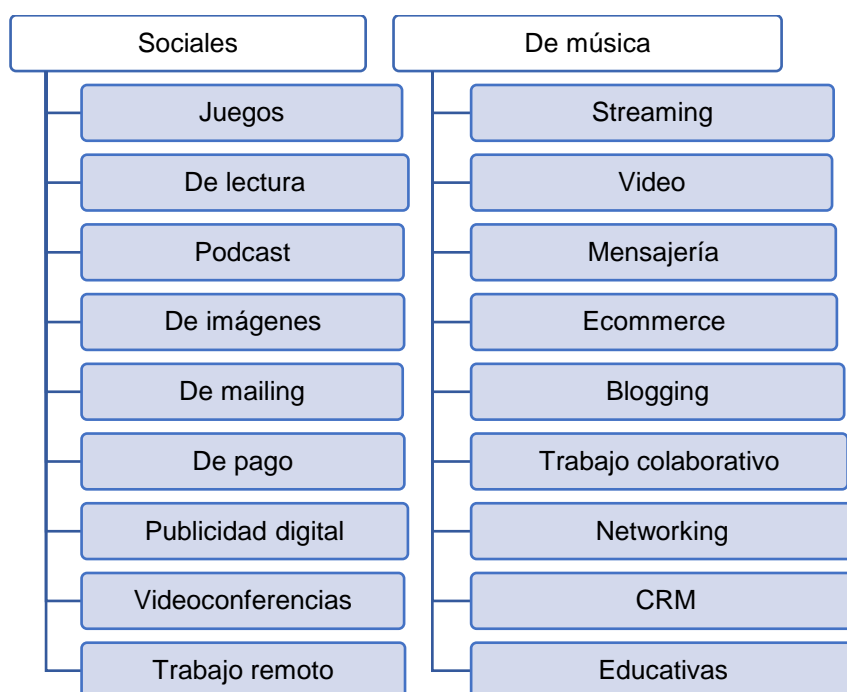 Sociales
Juegos
De lectura
Podcast
De imágenes
De mailing
De pago
Publicidad digital
Videoconferencias
Trabajo remoto
De música
Streaming
Video
Mensajería
Ecommerce
Blogging
Trabajo colaborativo
Networking
CRM
Educativas